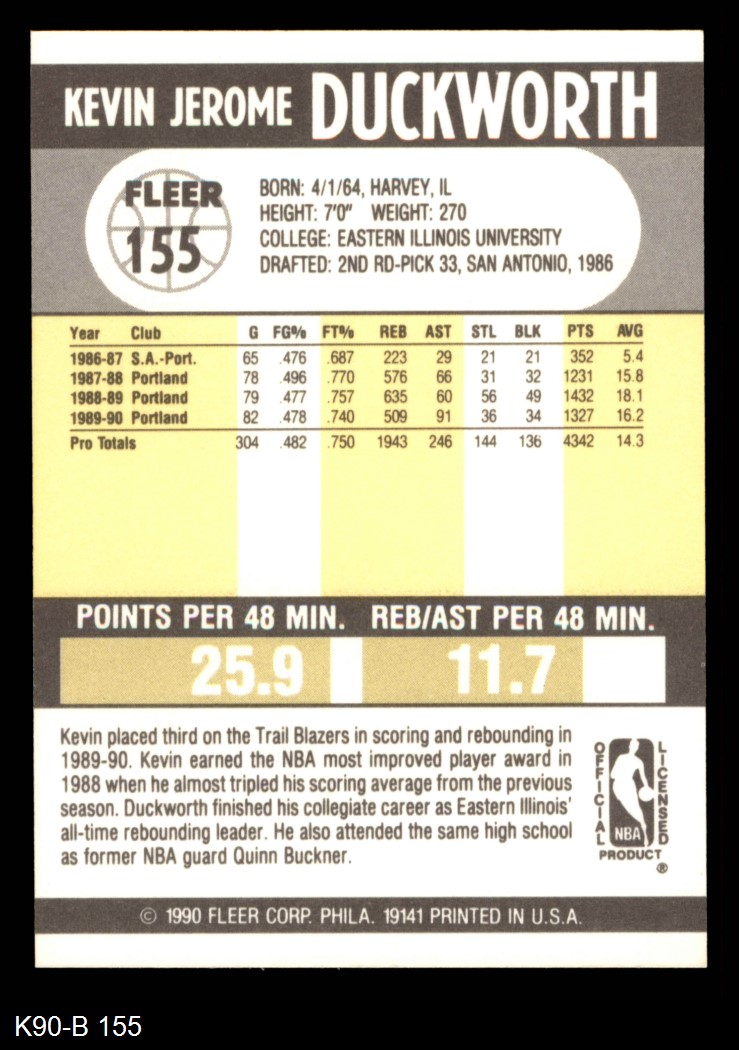 KEVIN JEROME DUCKWORTH
FLEER
155
BORN: 4/1/64, HARVEY, IL
HEIGHT: 7'0" WEIGHT: 270
COLLEGE: EASTERN ILLINOIS UNIVERSITY
DRAFTED: 2ND RD-PICK 33, SAN ANTONIO, 1986
Year Club G FG% FT% REB AST STL BLK PTS AVG
1986-87 S.A.-Port. 65 .476 .687 223 29 21 21 352 5.4
1987-88 Portland 78 .496 .770 576 66 31 32 1231 15.8
1988-89 Portland 79 .477 .757 635 60 56 49 1432 18.1
1989-90 Portland 82 .478 .740 509 91 36 34 1327 16.2
Pro Totals 304 .482 .750 1943 246 144 136 4342 14.3
POINTS PER 48 MIN. REB/AST PER 48 MIN.
25.9 11.7
Kevin placed third on the Trail Blazers in scoring and rebounding in
1989-90. Kevin earned the NBA most improved player award in
1988 when he almost tripled his scoring average from the previous
season. Duckworth finished his collegiate career as Eastern Illinois'
all-time rebounding leader. He also attended the same high school
as former NBA guard Quinn Buckner.
OFFICIAL LICENSED
NBA
PRODUCT
®
© 1990 FLEER CORP. PHILA. 19141 PRINTED IN U.S.A.
K90-B 155